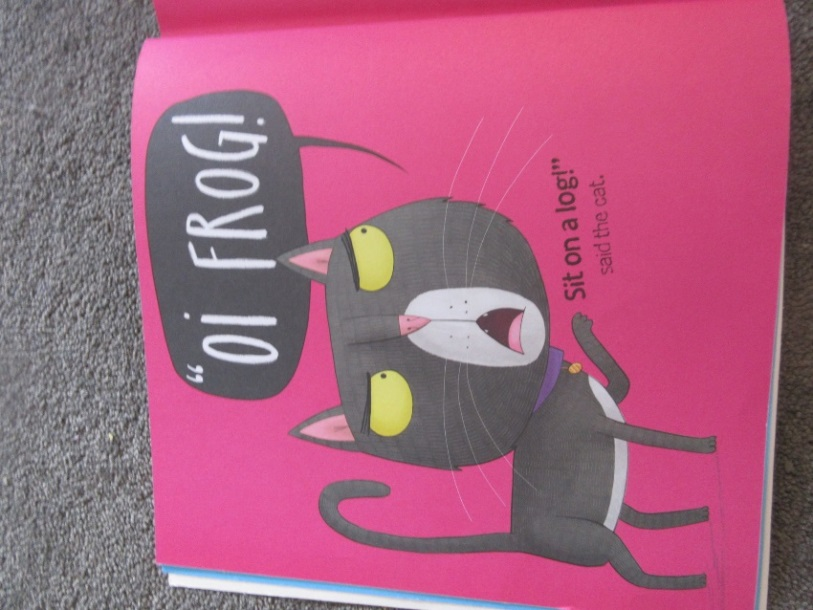 “OI FROG!
Sit on a log!”
said the cat.